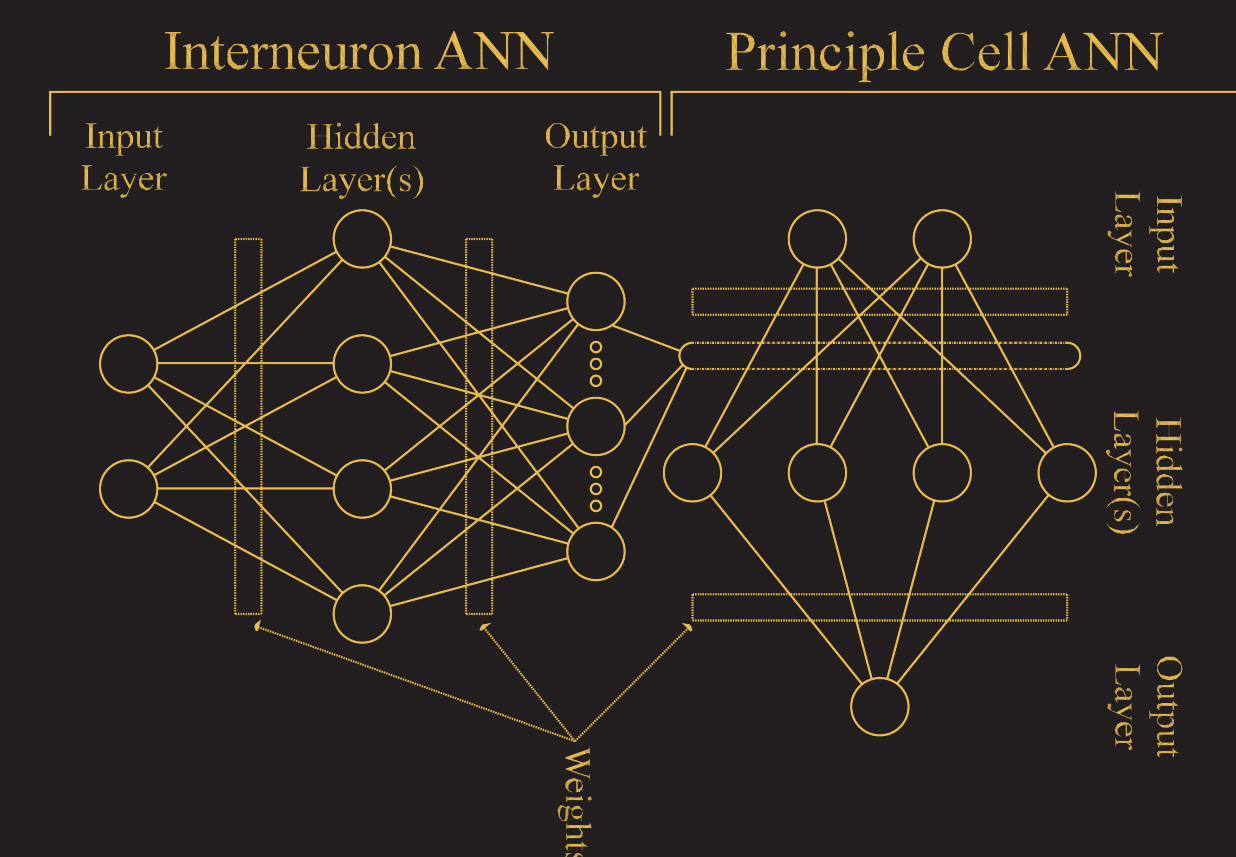 Interneuron ANN
Principle Cell ANN
Input
Layer
Hidden
Layer(s)
Output
Layer
Input
Layer
Hidden
Layer(s)
Output
Layer
Weights